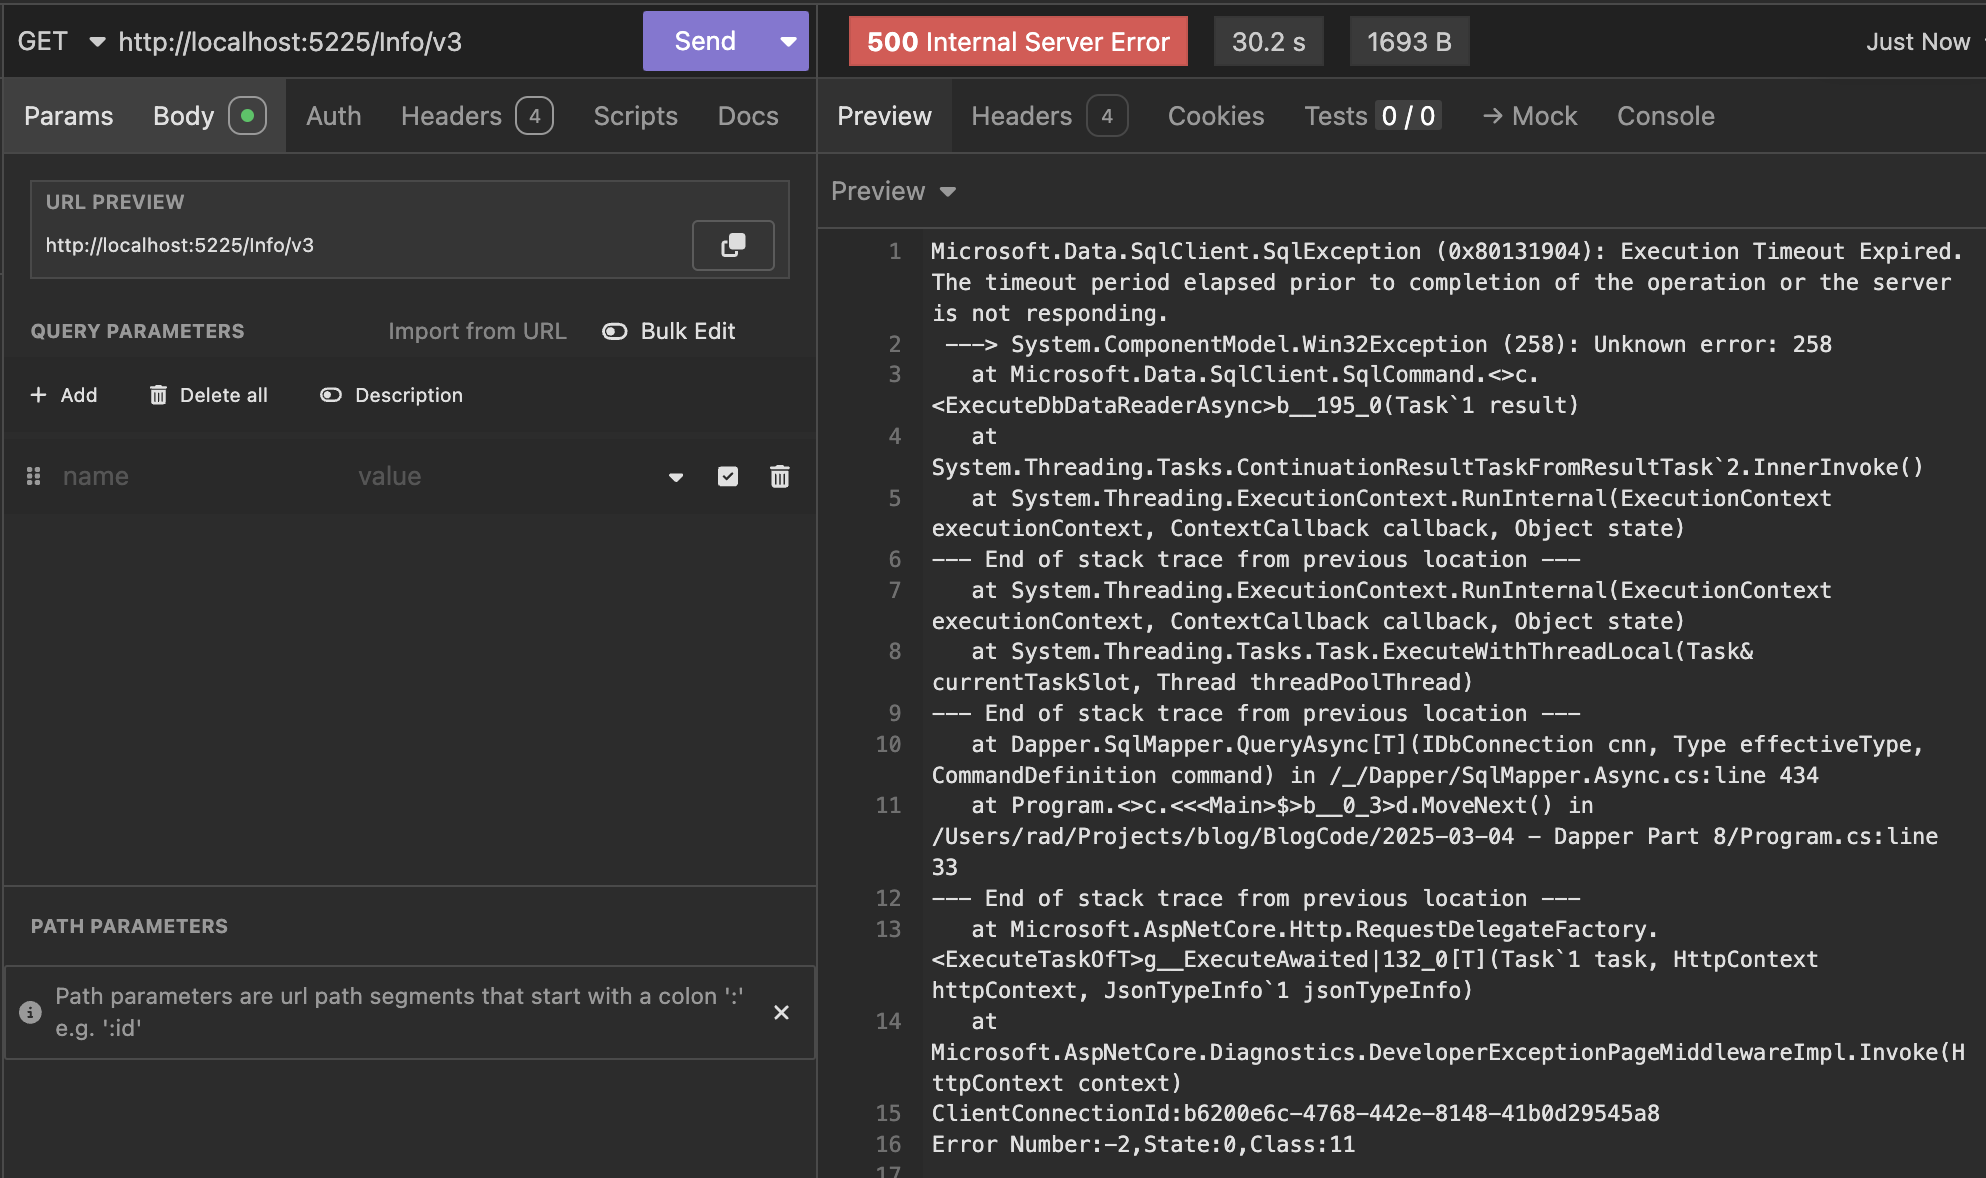 GET http://localhost:5225/Info/v3 Send
500 Internal Server Error 30.2 s 1693 B Just Now
Params Body Auth Headers 4 Scripts Docs
Preview Headers 4 Cookies Tests 0 / 0 → Mock Console
URL PREVIEW
http://localhost:5225/Info/v3
QUERY PARAMETERS Import from URL Bulk Edit
+ Add Delete all Description
name value
PATH PARAMETERS
Path parameters are url path segments that start with a colon ':'
e.g. ':id'
Preview
1 Microsoft.Data.SqlClient.SqlException (0x80131904): Execution Timeout Expired.
The timeout period elapsed prior to completion of the operation or the server
is not responding.
2 ---> System.ComponentModel.Win32Exception (258): Unknown error: 258
3 at Microsoft.Data.SqlClient.SqlCommand.<>c.
<ExecuteDbDataReaderAsync>b__195_0(Task`1 result)
4 at
System.Threading.Tasks.ContinuationResultTaskFromResultTask`2.InnerInvoke()
5 at System.Threading.ExecutionContext.RunInternal(ExecutionContext
executionContext, ContextCallback callback, Object state)
6 --- End of stack trace from previous location ---
7 at System.Threading.ExecutionContext.RunInternal(ExecutionContext
executionContext, ContextCallback callback, Object state)
8 at System.Threading.Tasks.Task.ExecuteWithThreadLocal(Task&
currentTaskSlot, Thread threadPoolThread)
9 --- End of stack trace from previous location ---
10 at Dapper.SqlMapper.QueryAsync[T](IDbConnection cnn, Type effectiveType,
CommandDefinition command) in /_/Dapper/SqlMapper.Async.cs:line 434
11 at Program.<>c.<<<Main>$>b__0_3>d.MoveNext() in
/Users/rad/Projects/blog/BlogCode/2025-03-04 - Dapper Part 8/Program.cs:line
33
12 --- End of stack trace from previous location ---
13 at Microsoft.AspNetCore.Http.RequestDelegateFactory.
<ExecuteTaskOfT>g__ExecuteAwaited|132_0[T](Task`1 task, HttpContext
httpContext, JsonTypeInfo`1 jsonTypeInfo)
14 at
Microsoft.AspNetCore.Diagnostics.DeveloperExceptionPageMiddlewareImpl.Invoke(H
ttpContext context)
15 ClientConnectionId:b6200e6c-4768-442e-8148-41b0d29545a8
16 Error Number:-2,State:0,Class:11
17